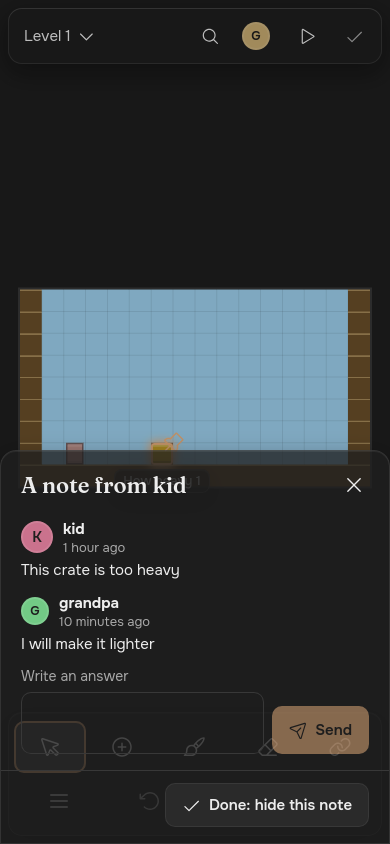 Level 1
G
A note from kid
K
kid
1 hour ago
This crate is too heavy
G
grandpa
10 minutes ago
I will make it lighter
Write an answer
Send
Done: hide this note